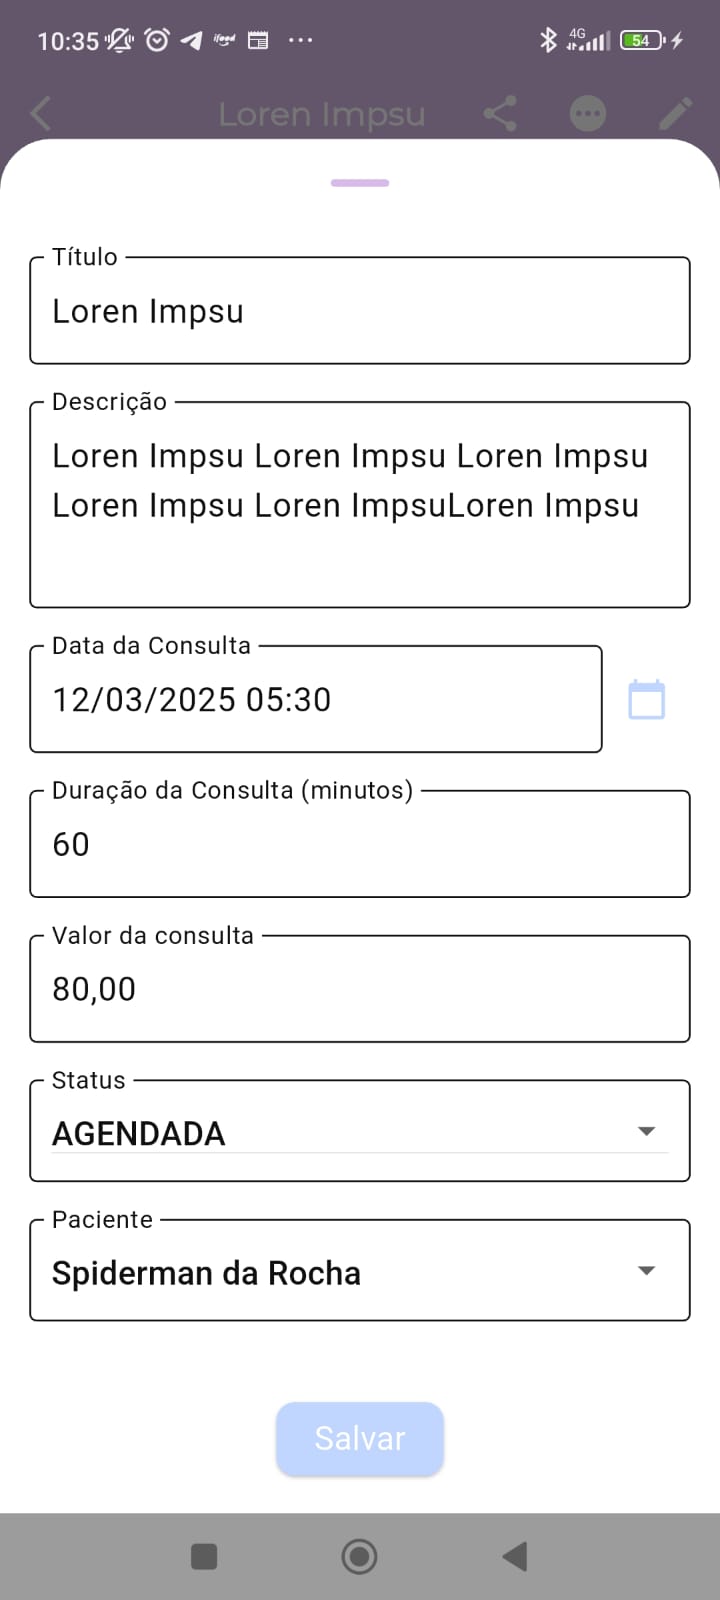 10:35
ifood
4G
54
Loren Impsu
Título
Loren Impsu
Descrição
Loren Impsu Loren Impsu Loren Impsu
Loren Impsu Loren ImpsuLoren Impsu
Data da Consulta
12/03/2025 05:30
Duração da Consulta (minutos)
60
Valor da consulta
80,00
Status
AGENDADA
Paciente
Spiderman da Rocha
Salvar